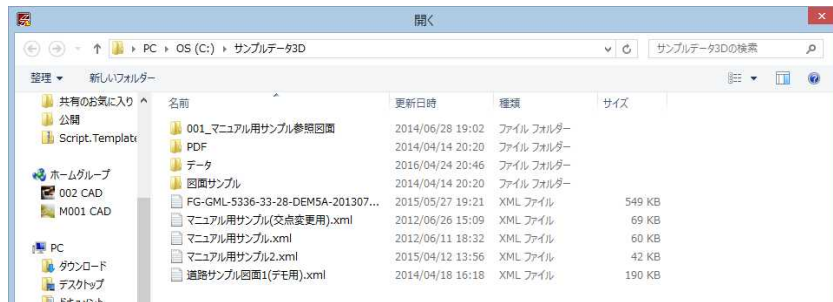 開く
PC ▸ OS (C:) ▸ サンプルデータ3D
サンプルデータ3Dの検索
整理 新しいフォルダー
共有のお気に入り
公開
Script.Template
ホームグループ
002 CAD
M001 CAD
PC
ダウンロード
デスクトップ
ドキュメント
名前 更新日時 種類 サイズ
001_マニュアル用サンプル参照図面 2014/06/28 19:02 ファイル フォルダー
PDF 2014/04/14 20:20 ファイル フォルダー
データ 2016/04/24 20:46 ファイル フォルダー
図面サンプル 2014/04/14 20:20 ファイル フォルダー
FG-GML-5336-33-28-DEM5A-201307... 2015/05/27 19:21 XML ファイル 549 KB
マニュアル用サンプル(交点変更用).xml 2012/06/26 15:09 XML ファイル 69 KB
マニュアル用サンプル.xml 2012/06/11 18:32 XML ファイル 60 KB
マニュアル用サンプル2.xml 2015/04/12 13:56 XML ファイル 42 KB
道路サンプル図面1(デモ用).xml 2014/04/18 16:18 XML ファイル 190 KB